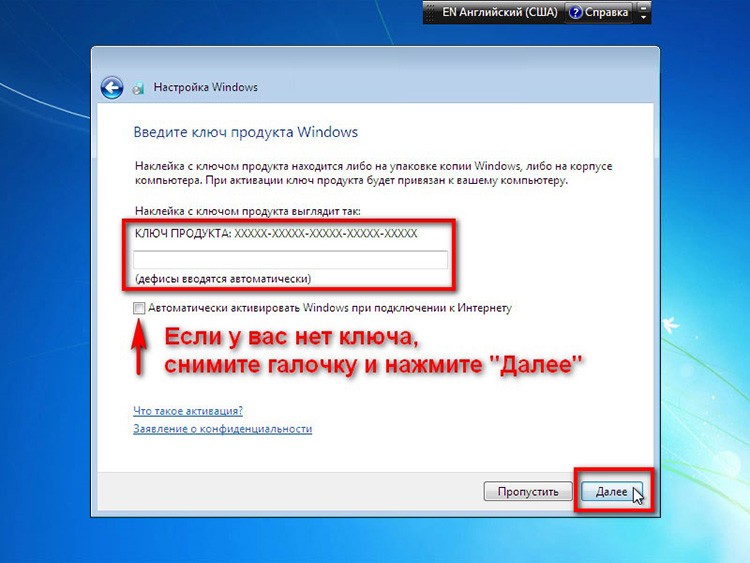 EN Английский (США) ? Справка
Настройка Windows
Введите ключ продукта Windows
Наклейка с ключом продукта находится либо на упаковке копии Windows, либо на корпусе
компьютера. При активации ключ продукта будет привязан к вашему компьютеру.
Наклейка с ключом продукта выглядит так:
КЛЮЧ ПРОДУКТА: XXXXX-XXXXX-XXXXX-XXXXX-XXXXX
(дефисы вводятся автоматически)
Автоматически активировать Windows при подключении к Интернету
Если у вас нет ключа,
снимите галочку и нажмите "Далее"
Что такое активация?
Заявление о конфиденциальности
Пропустить Далее